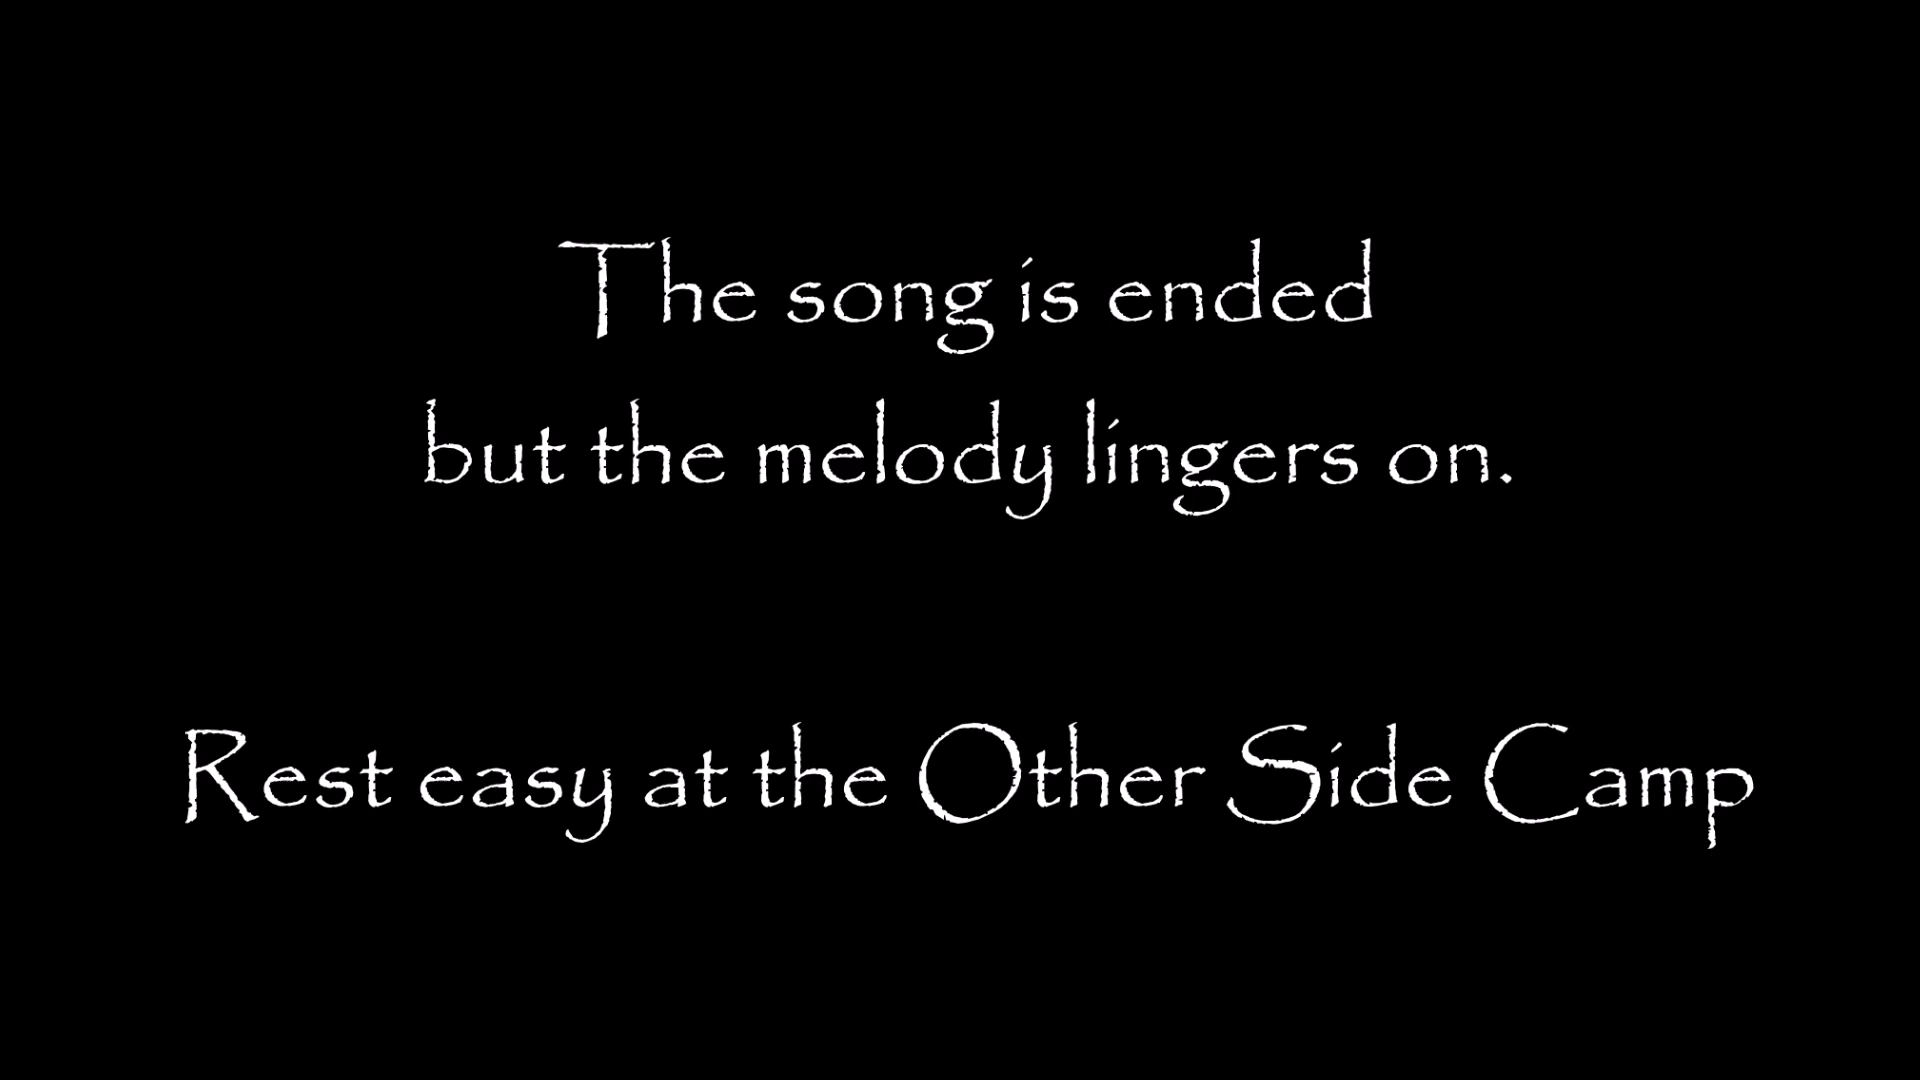 The song is ended
but the melody lingers on.
Rest easy at the Other Side Camp